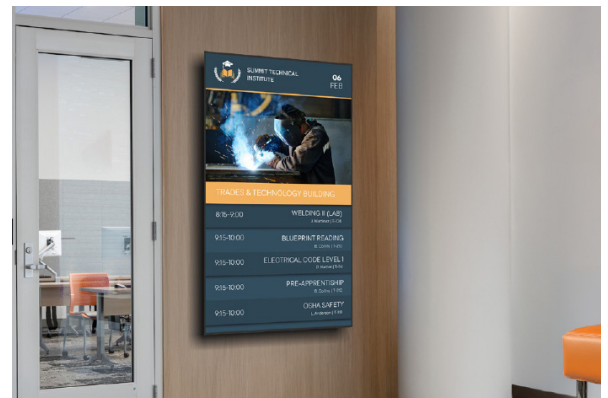 SUMMIT TECHNICAL
INSTITUTE
06
FEB
TRADES & TECHNOLOGY BUILDING
8:15-9:00
WELDING II (LAB)
9:15-10:00
BLUEPRINT READING
9:15-10:00
ELECTRICAL CODE LEVEL I
9:15-10:00
PRE-APPRENTISHIP
9:15-10:00
OSHA SAFETY